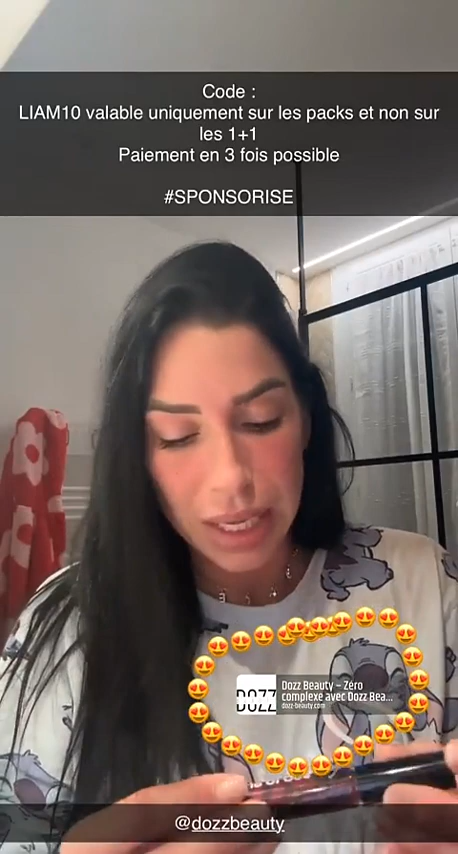 Code :
LIAM10 valable uniquement sur les packs et non sur
les 1+1
Paiement en 3 fois possible
#SPONSORISE
DOZZ
Dozz Beauty – Zéro
complexe avec Dozz Bea...
dozz-beauty.com
@dozzbeauty